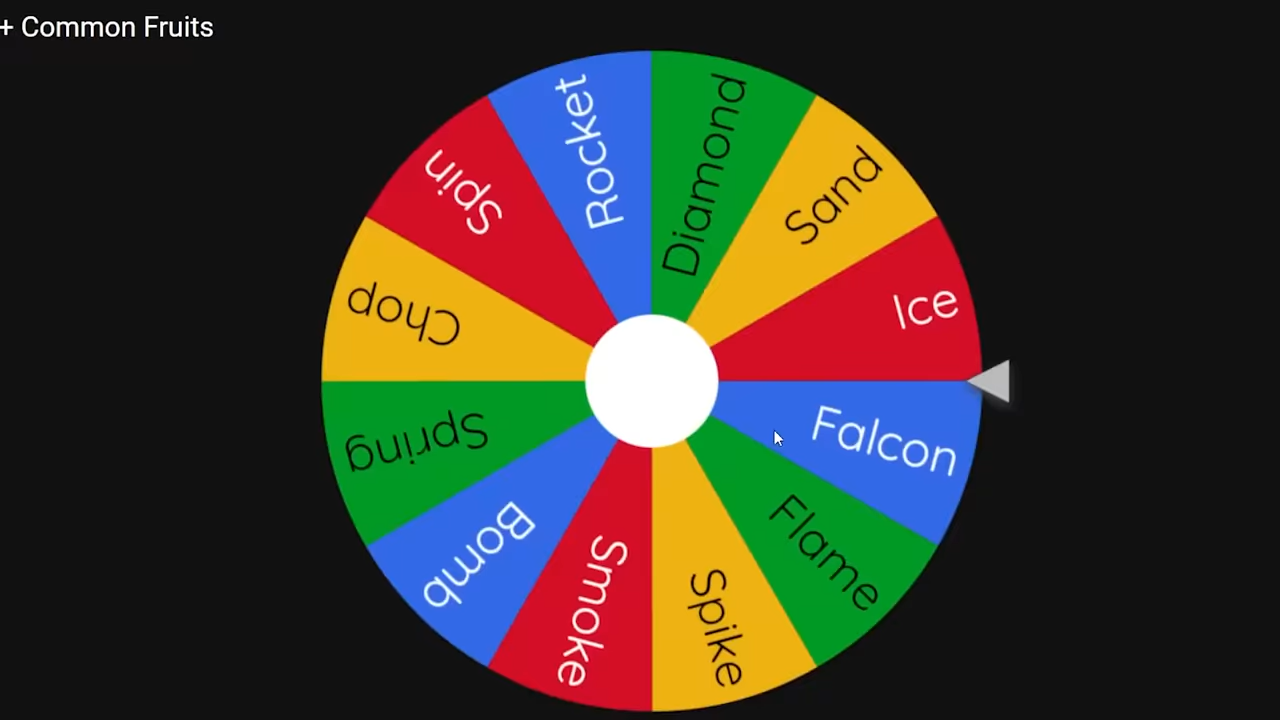 + Common Fruits
Diamond
Sand
Ice
Falcon
Flame
Spike
Smoke
Bomb
Spring
Chop
Spin
Rocket